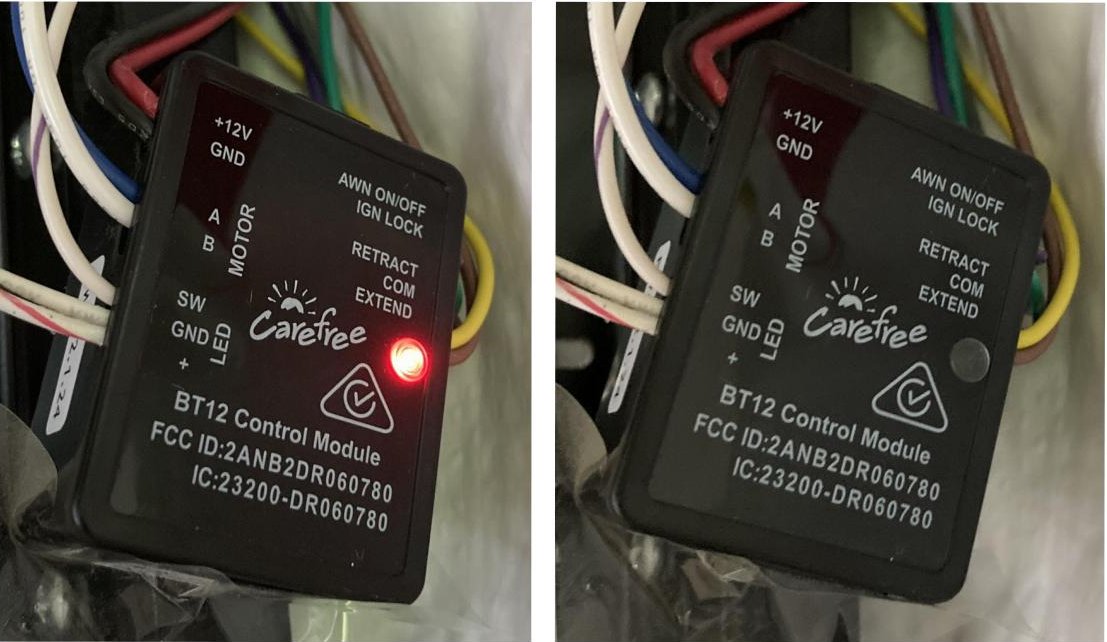 +12V
GND
AWN ON/OFF
IGN LOCK
A
B
MOTOR
RETRACT
COM
EXTEND
SW
GND
+
LED
Carefree
BT12 Control Module
FCC ID:2ANB2DR060780
IC:23200-DR060780
+12V
GND
AWN ON/OFF
IGN LOCK
A
B
MOTOR
RETRACT
COM
EXTEND
SW
GND
+
LED
Carefree
BT12 Control Module
FCC ID:2ANB2DR060780
IC:23200-DR060780